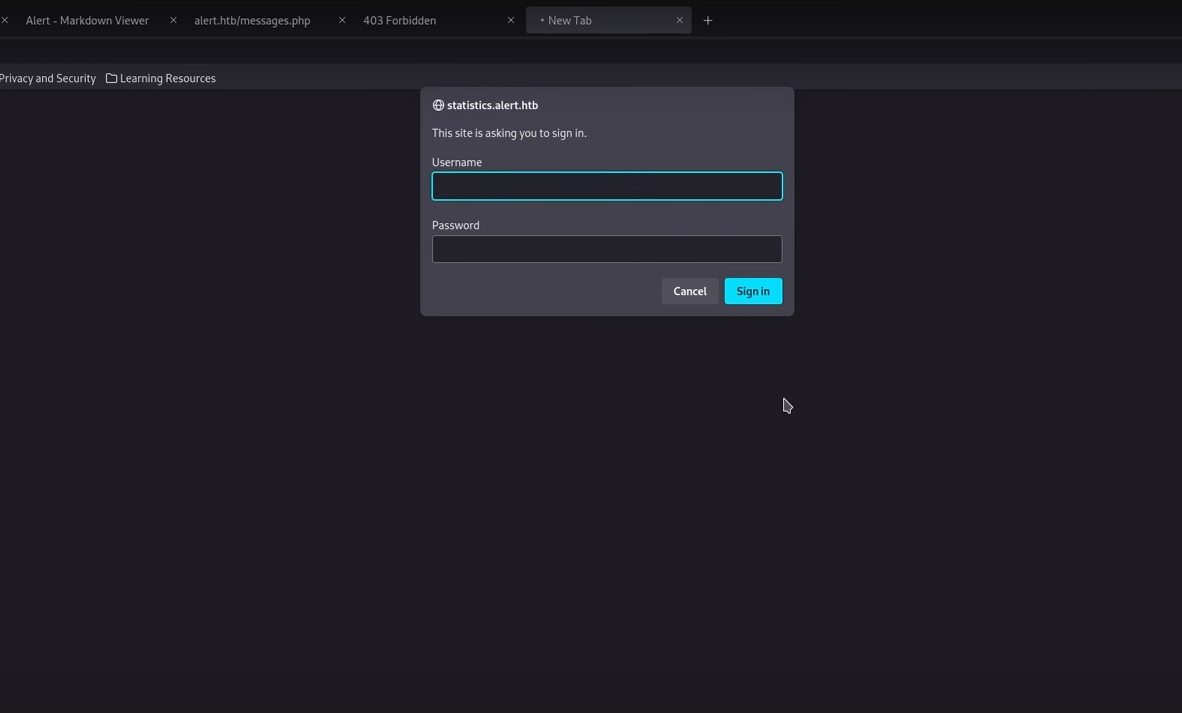 Alert - Markdown Viewer
alert.htb/messages.php
403 Forbidden
New Tab
Privacy and Security
Learning Resources
statistics.alert.htb
This site is asking you to sign in.
Username
Password
Cancel
Sign in